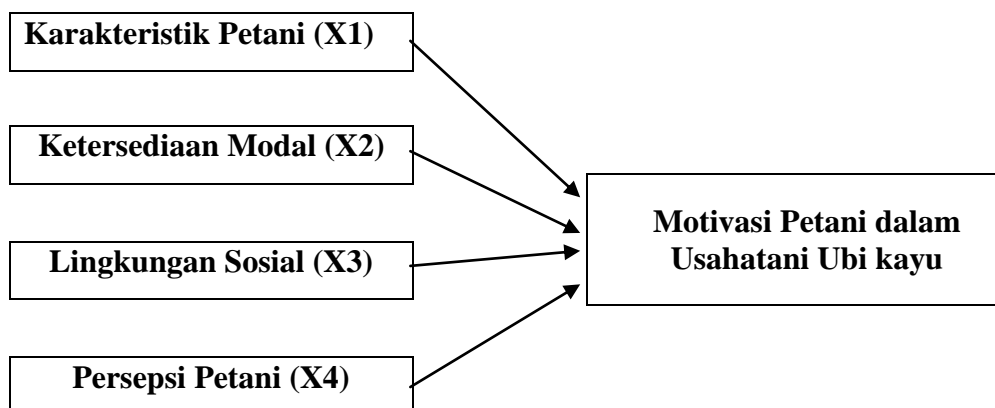 Karakteristik Petani (X1)
Ketersediaan Modal (X2)
Lingkungan Sosial (X3)
Persepsi Petani (X4)
Motivasi Petani dalam
Usahatani Ubi kayu